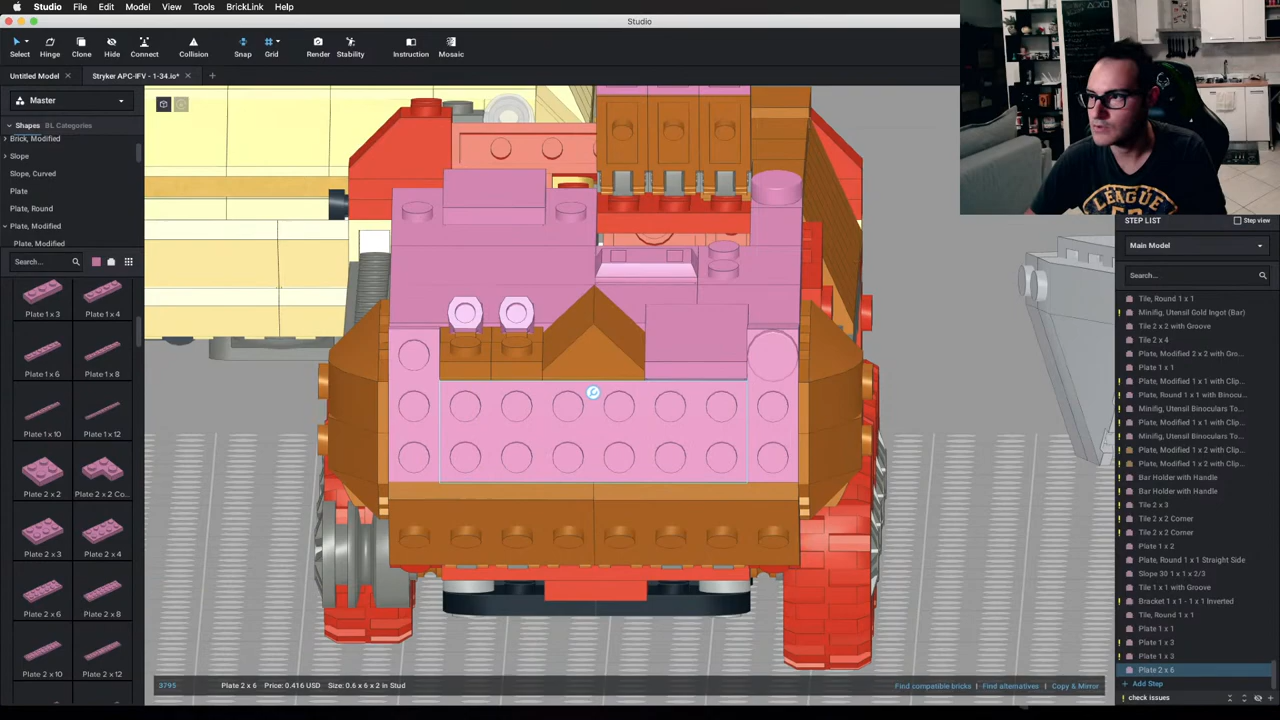 Studio File Edit Model View Tools BrickLink Help
Studio
Select Hinge Clone Hide Connect Collision Snap Grid Render Stability Instruction Mosaic
Untitled Model Stryker APC-IFV - 1-34.io*
Master
Shapes BL Categories
Brick, Modified
Slope
Slope, Curved
Plate
Plate, Round
Plate, Modified
Plate, Modified
Search...
1 x 3 1 x 4
Plate 1 x 6 Plate 1 x 8
Plate 1 x 10 Plate 1 x 12
Plate 2 x 2 Plate 2 x 2 Co...
Plate 2 x 3 Plate 2 x 4
Plate 2 x 6 Plate 2 x 8
Plate 2 x 10 Plate 2 x 12
LEAGUE
STEP LIST Step view
Main Model
Search...
Tile, Round 1 x 1
Minifig, Utensil Gold Ingot (Bar)
Tile 2 x 2 with Groove
Tile 2 x 4
Plate, Modified 2 x 2 with Gro...
Plate 1 x 1
Plate, Modified 1 x 1 with Clip...
Plate, Round 1 x 1 with Binocu...
Minifig, Utensil Binoculars To...
Plate, Modified 1 x 1 with Clip...
Minifig, Utensil Binoculars To...
Plate, Modified 1 x 2 with Clip...
Plate, Modified 1 x 2 with Clip...
Bar Holder with Handle
Bar Holder with Handle
Tile 2 x 3
Tile 2 x 2 Corner
Tile 2 x 2 Corner
Plate 1 x 2
Plate, Round 1 x 1 Straight Side
Slope 30 1 x 1 x 2/3
Tile 1 x 1 with Groove
Bracket 1 x 1 - 1 x 1 Inverted
Tile, Round 1 x 1
Plate 1 x 1
Plate 1 x 3
Plate 1 x 3
Plate 2 x 6
+ Add Step
check issues
3795 Plate 2 x 6 Price: 0.416 USD Size: 0.6 x 6 x 2 in Stud Find compatible bricks | Find alternatives | Copy & Mirror